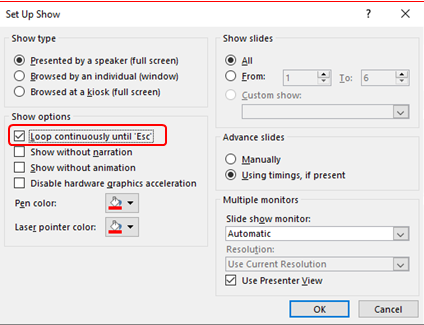 Set Up Show
?
Show type
Presented by a speaker (full screen)
Browsed by an individual (window)
Browsed at a kiosk (full screen)
Show options
Loop continuously until 'Esc'
Show without narration
Show without animation
Disable hardware graphics acceleration
Pen color:
Laser pointer color:
Show slides
All
From: 1 To: 6
Custom show:
Advance slides
Manually
Using timings, if present
Multiple monitors
Slide show monitor:
Automatic
Resolution:
Use Current Resolution
Use Presenter View
OK Cancel